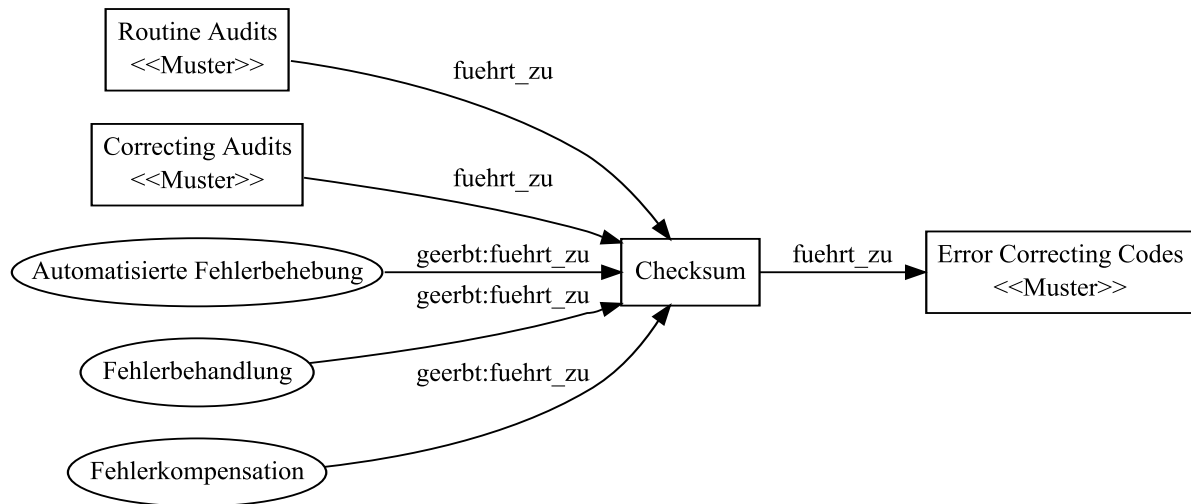 Routine Audits
<<Muster>>
fuehrt_zu
Correcting Audits
<<Muster>>
fuehrt_zu
Automatisierte Fehlerbehebung
geerbt:fuehrt_zu
Checksum
fuehrt_zu
Error Correcting Codes
<<Muster>>
geerbt:fuehrt_zu
Fehlerbehandlung
geerbt:fuehrt_zu
Fehlerkompensation